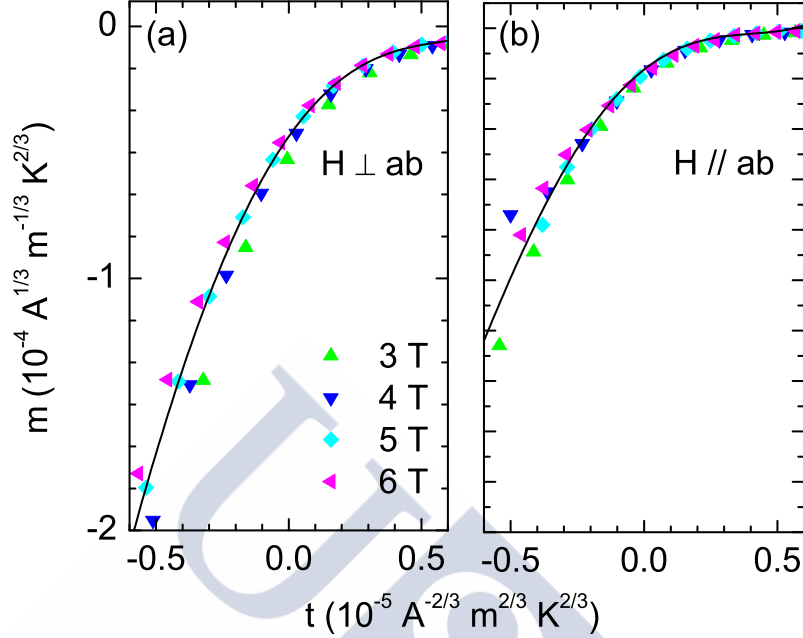 (a)
(b)
0
-1
-2
m (10^-4 A^1/3 m^-1/3 K^2/3)
H ⊥ ab
H // ab
3 T
4 T
5 T
6 T
-0.5 0.0 0.5
-0.5 0.0 0.5
t (10^-5 A^-2/3 m^2/3 K^2/3)